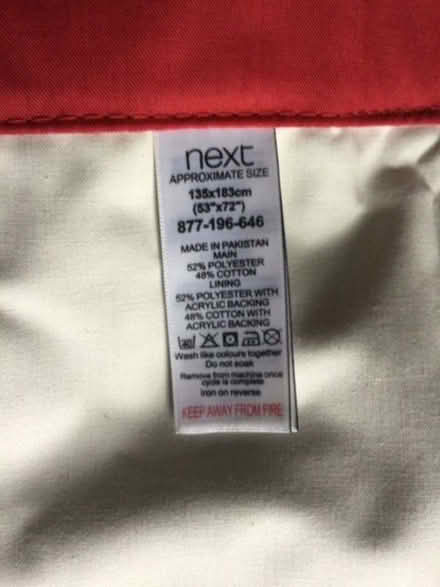 next
APPROXIMATE SIZE
135x183cm
(53"x72")
877-196-646
MADE IN PAKISTAN
MAIN
52% POLYESTER
48% COTTON
LINING
52% POLYESTER WITH
ACRYLIC BACKING
48% COTTON WITH
ACRYLIC BACKING
Wash like colours together
Do not soak
Remove from machine once
cycle is complete
Iron on reverse
KEEP AWAY FROM FIRE